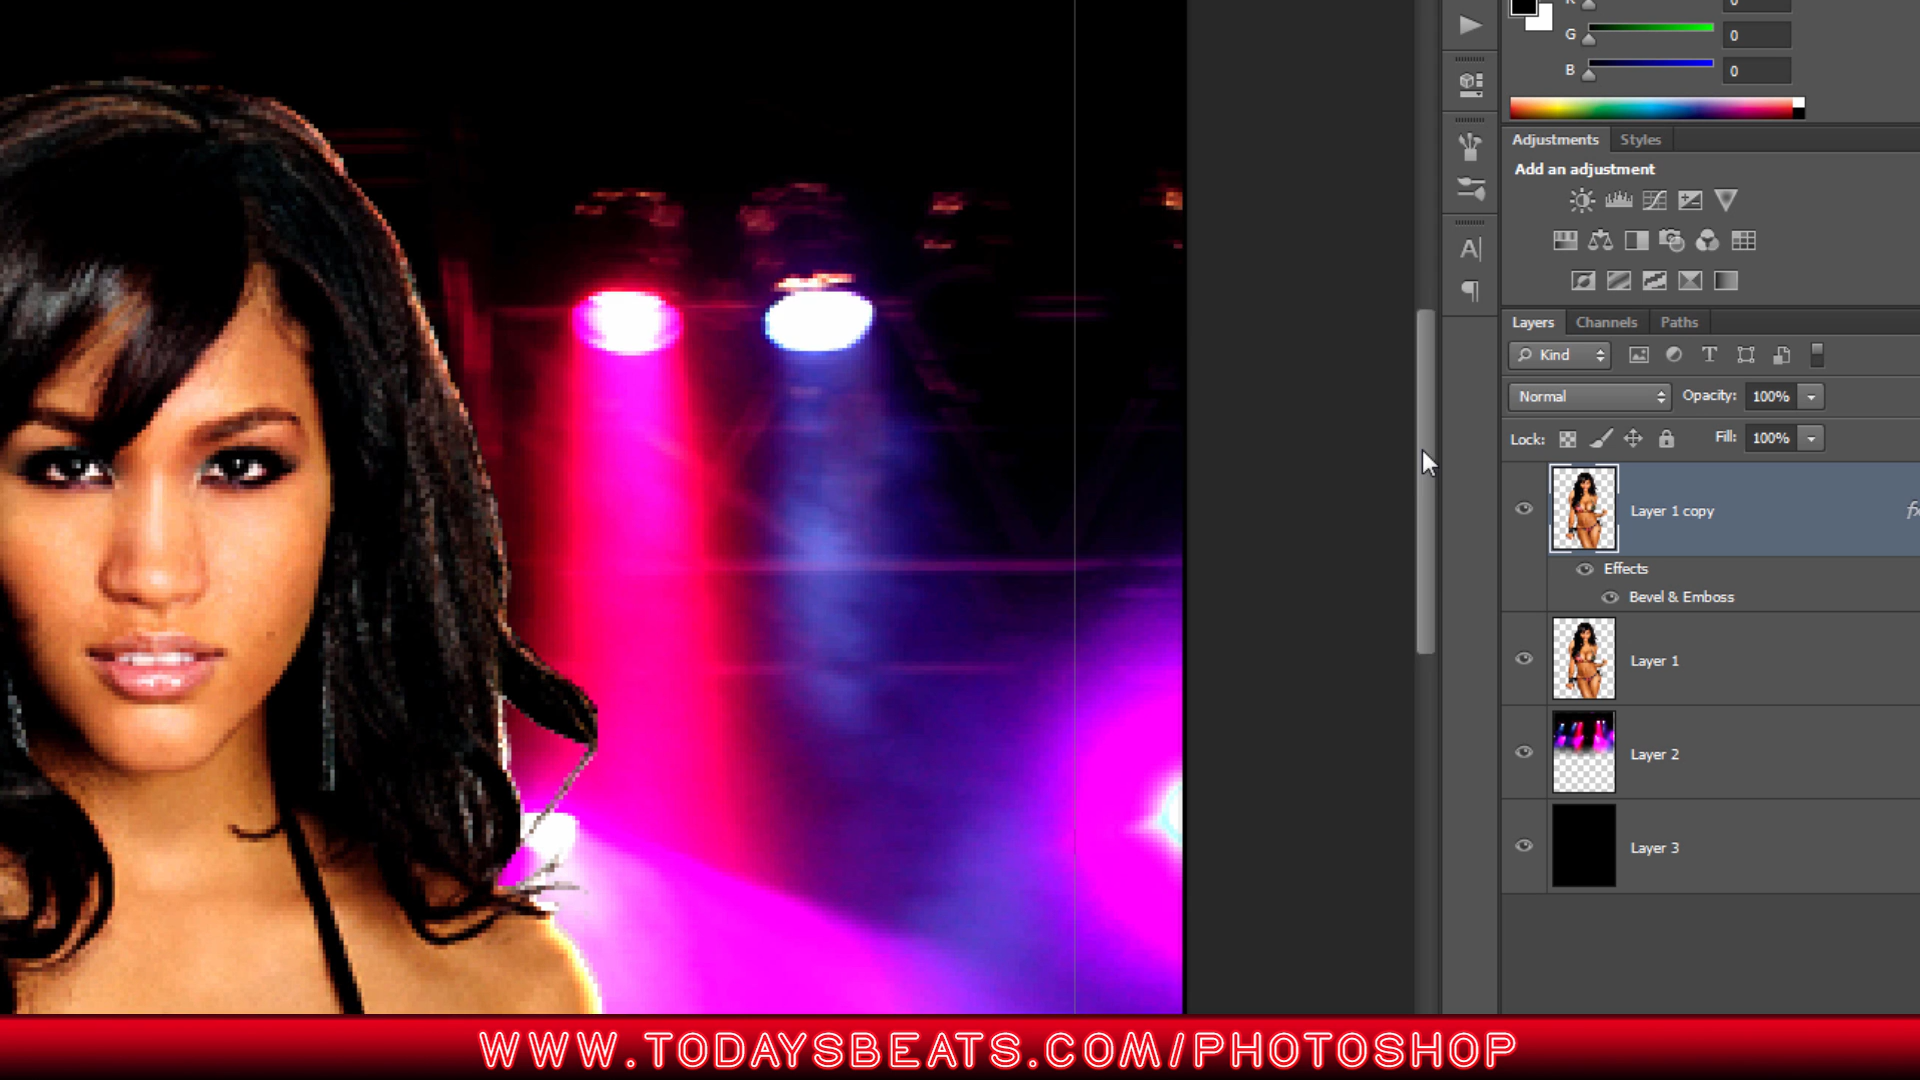 0
G 0
B 0
Adjustments Styles
Add an adjustment
Layers Channels Paths
Kind
Normal Opacity: 100%
Lock: Fill: 100%
Layer 1 copy
Effects
Bevel & Emboss
Layer 1
Layer 2
Layer 3
WWW.TODAYSBEATS.COM/PHOTOSHOP